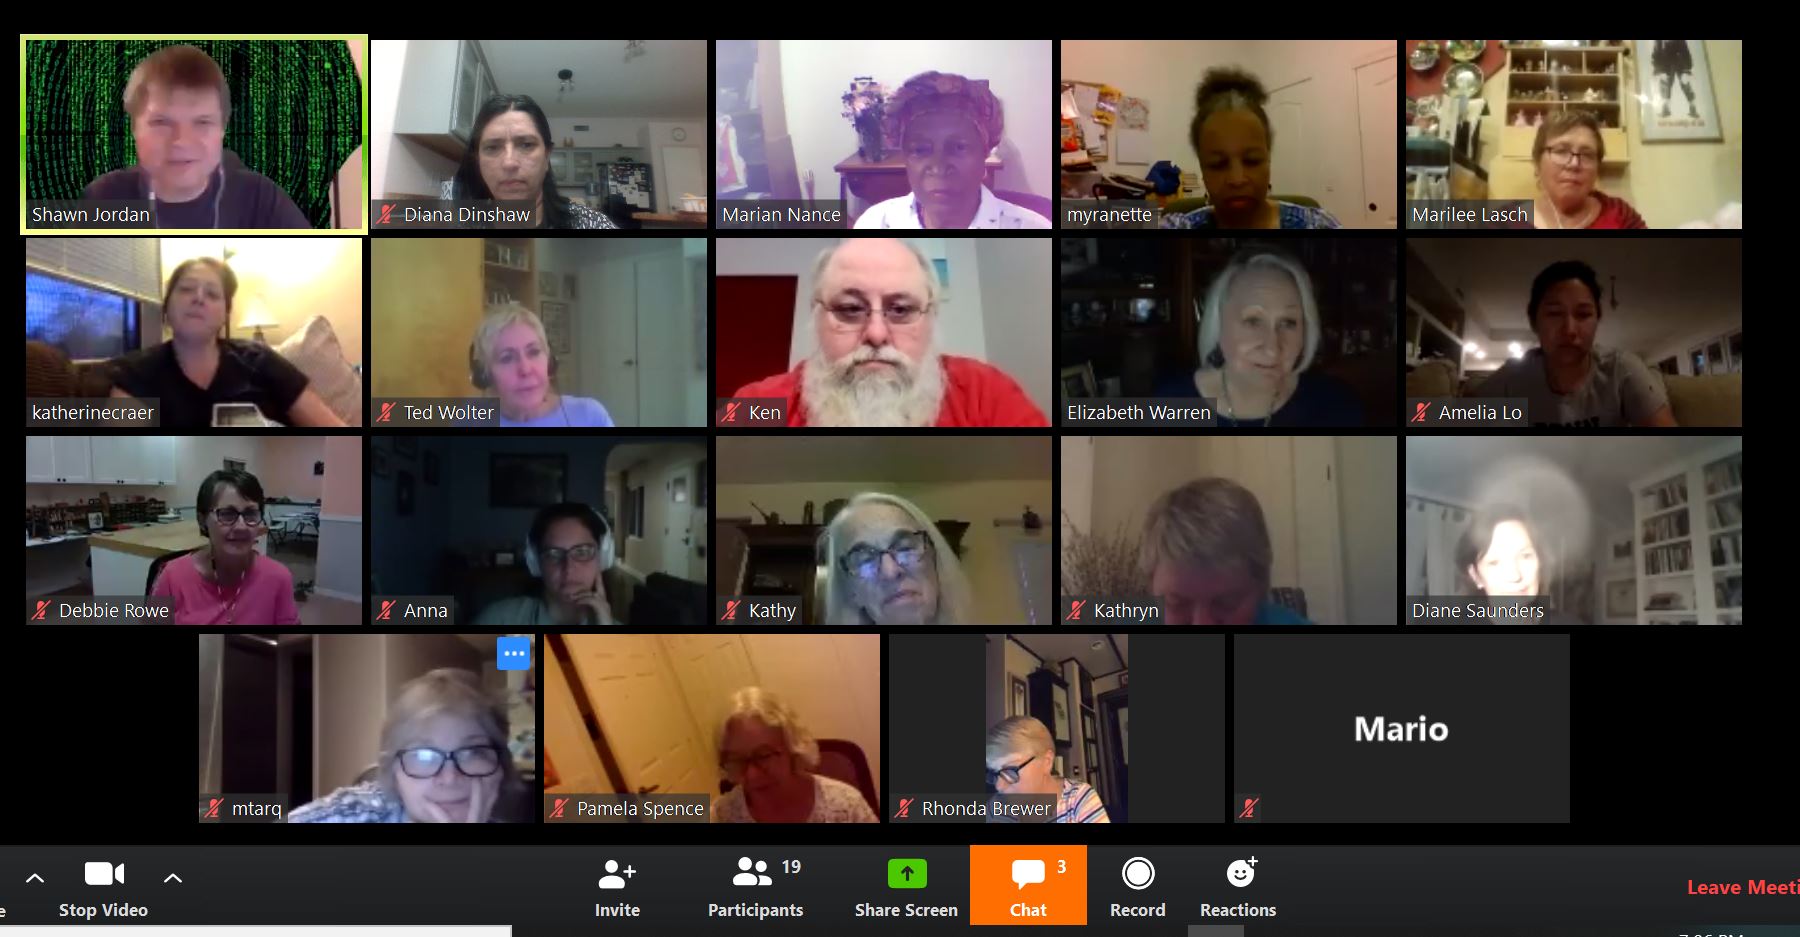 Shawn Jordan
Diana Dinshaw
Marian Nance
myranette
Marilee Lasch
katherinecraer
Ted Wolter
Ken
Elizabeth Warren
Amelia Lo
Debbie Rowe
Anna
Kathy
Kathryn
Diane Saunders
mtarq
Pamela Spence
Rhonda Brewer
Mario
19
3
Stop Video
Invite
Participants
Share Screen
Chat
Record
Reactions
Leave Meeti